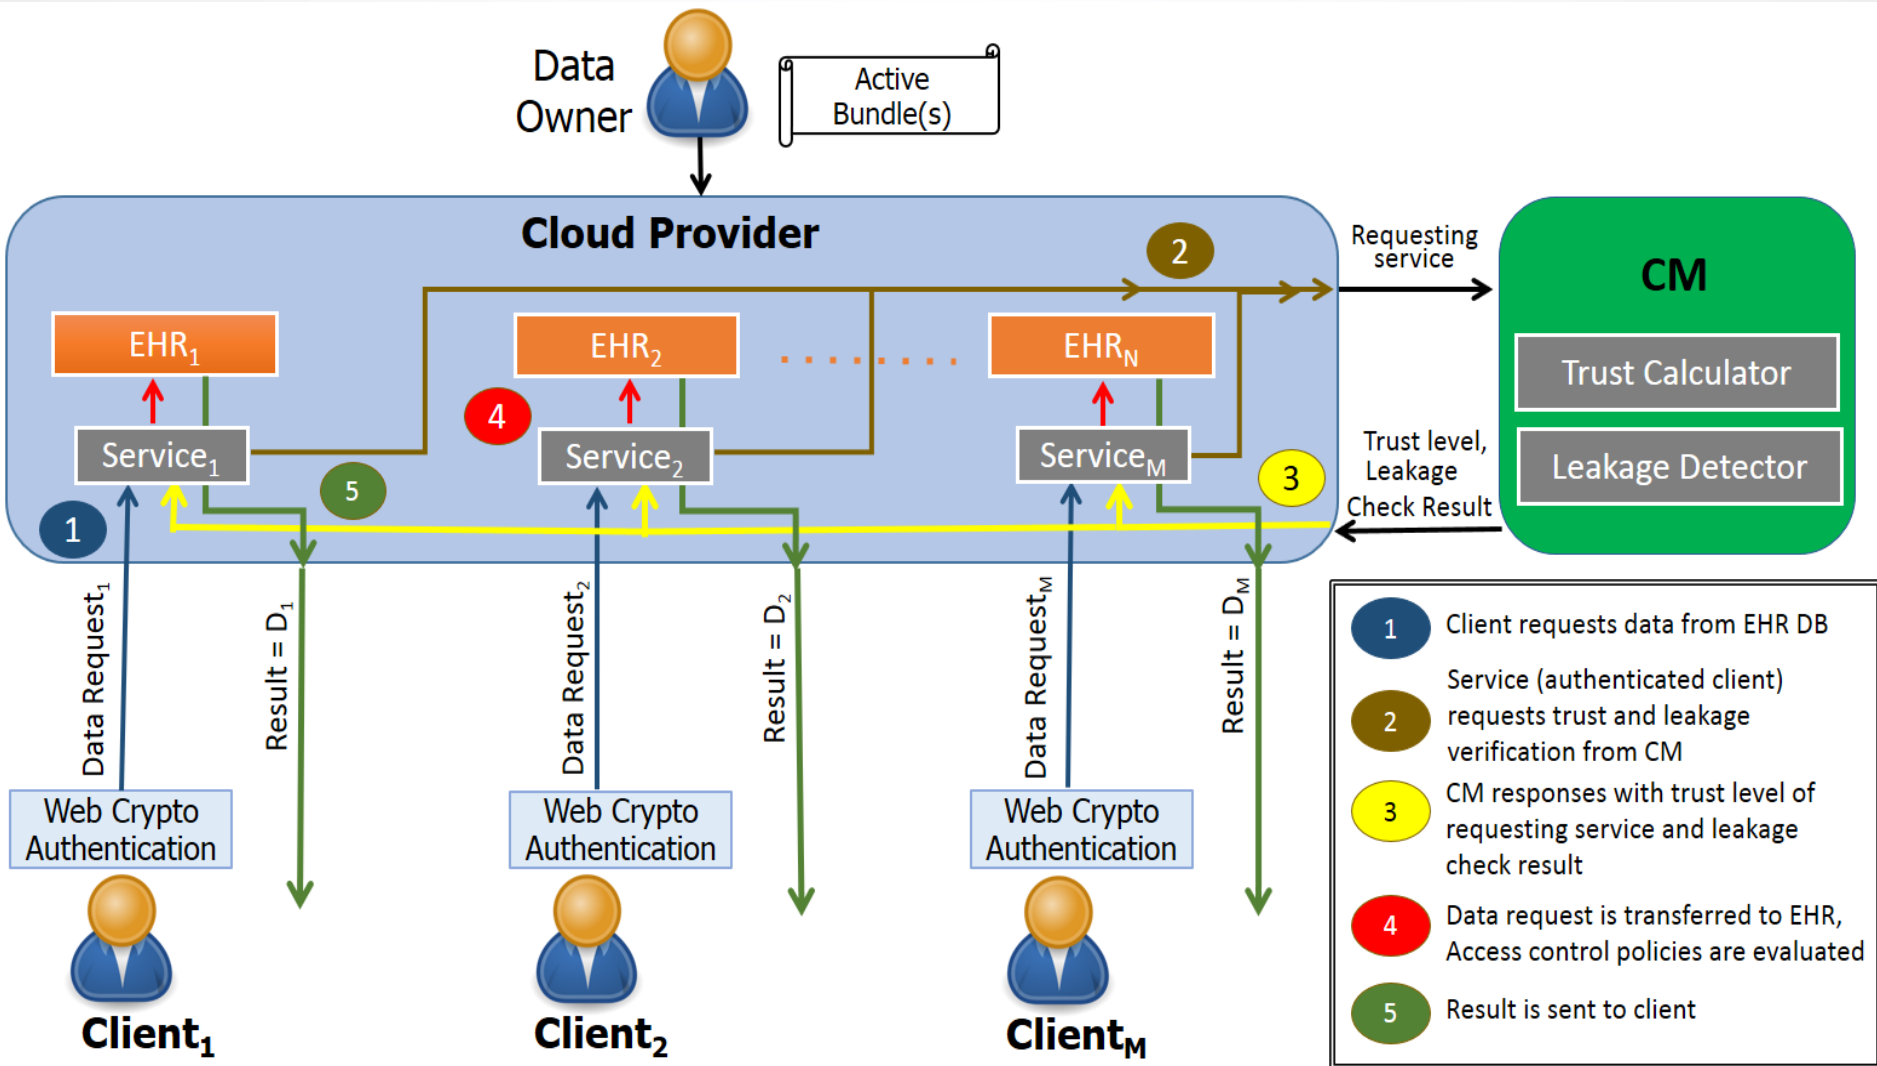 Data
Owner
Active
Bundle(s)
Cloud Provider
2
Requesting
service
CM
EHR₁
EHR₂
EHR_N
Trust Calculator
4
Service₁
Service₂
Service_M
Trust level,
Leakage
Check Result
Leakage Detector
5
3
1
Data Request₁
Result = D₁
Data Request₂
Result = D₂
Data Request_M
Result = D_M
Web Crypto
Authentication
Web Crypto
Authentication
Web Crypto
Authentication
Client₁
Client₂
Client_M
1 Client requests data from EHR DB
Service (authenticated client)
2 requests trust and leakage
verification from CM
CM responses with trust level of
3 requesting service and leakage
check result
4 Data request is transferred to EHR,
Access control policies are evaluated
5 Result is sent to client